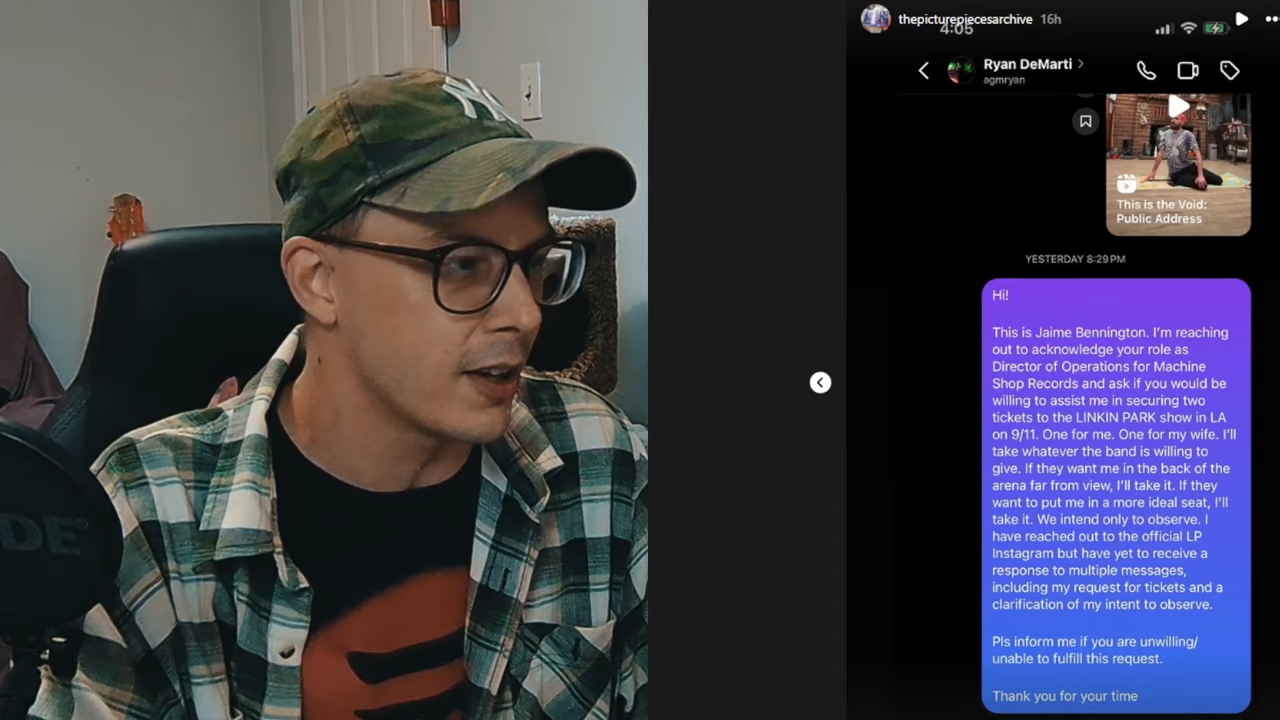 NY
DE
thepicturepiecesarchive 16h
4:05
Ryan DeMarti
agmryan
This is the Void:
Public Address
YESTERDAY 8:29 PM
Hi!
This is Jaime Bennington. I'm reaching
out to acknowledge your role as
Director of Operations for Machine
Shop Records and ask if you would be
willing to assist me in securing two
tickets to the LINKIN PARK show in LA
on 9/11. One for me. One for my wife. I'll
take whatever the band is willing to
give. If they want me in the back of the
arena far from view, I'll take it. If they
want to put me in a more ideal seat, I'll
take it. We intend only to observe. I
have reached out to the official LP
Instagram but have yet to receive a
response to multiple messages,
including my request for tickets and a
clarification of my intent to observe.
Pls inform me if you are unwilling/
unable to fulfill this request.
Thank you for your time